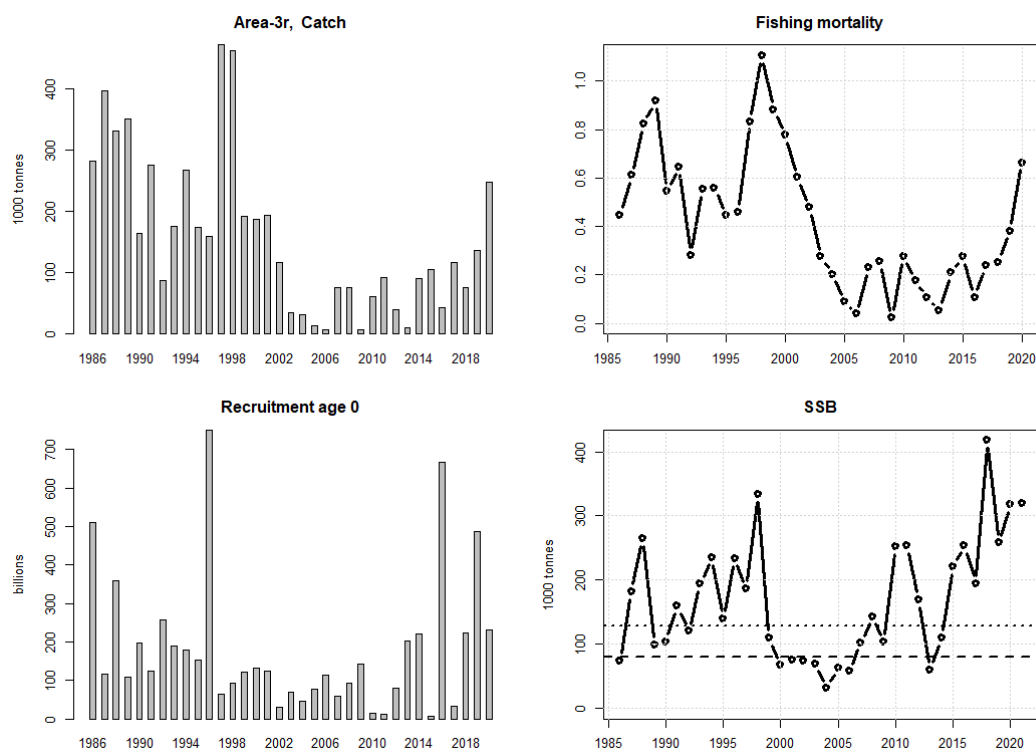 Area-3r, Catch
1000 tonnes
0 100 200 300 400
1986 1990 1994 1998 2002 2006 2010 2014 2018
Fishing mortality
0.0 0.2 0.4 0.6 0.8 1.0
1985 1990 1995 2000 2005 2010 2015 2020
Recruitment age 0
billions
0 100 200 300 400 500 600 700
1986 1990 1994 1998 2002 2006 2010 2014 2018
SSB
1000 tonnes
0 100 200 300 400
1985 1990 1995 2000 2005 2010 2015 2020